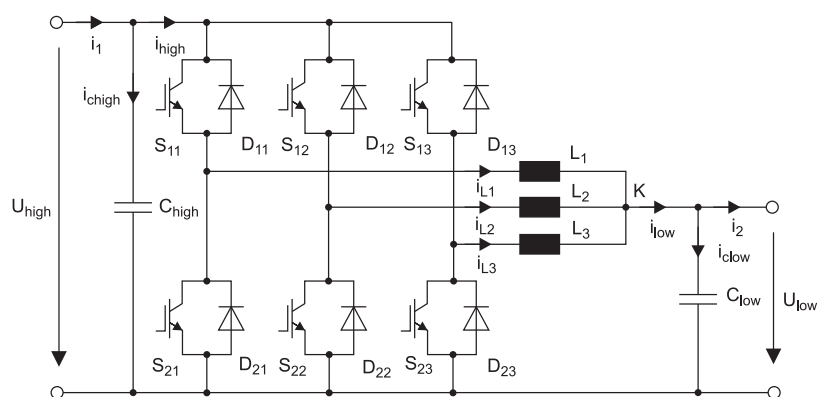 i1 ihigh
ichigh
S11 D11 S12 D12 S13 D13
L1
iL1
L2 K
Uhigh Chigh
iL2
L3
ilow i2
iL3
iclow
Clow Ulow
S21 D21 S22 D22 S23 D23